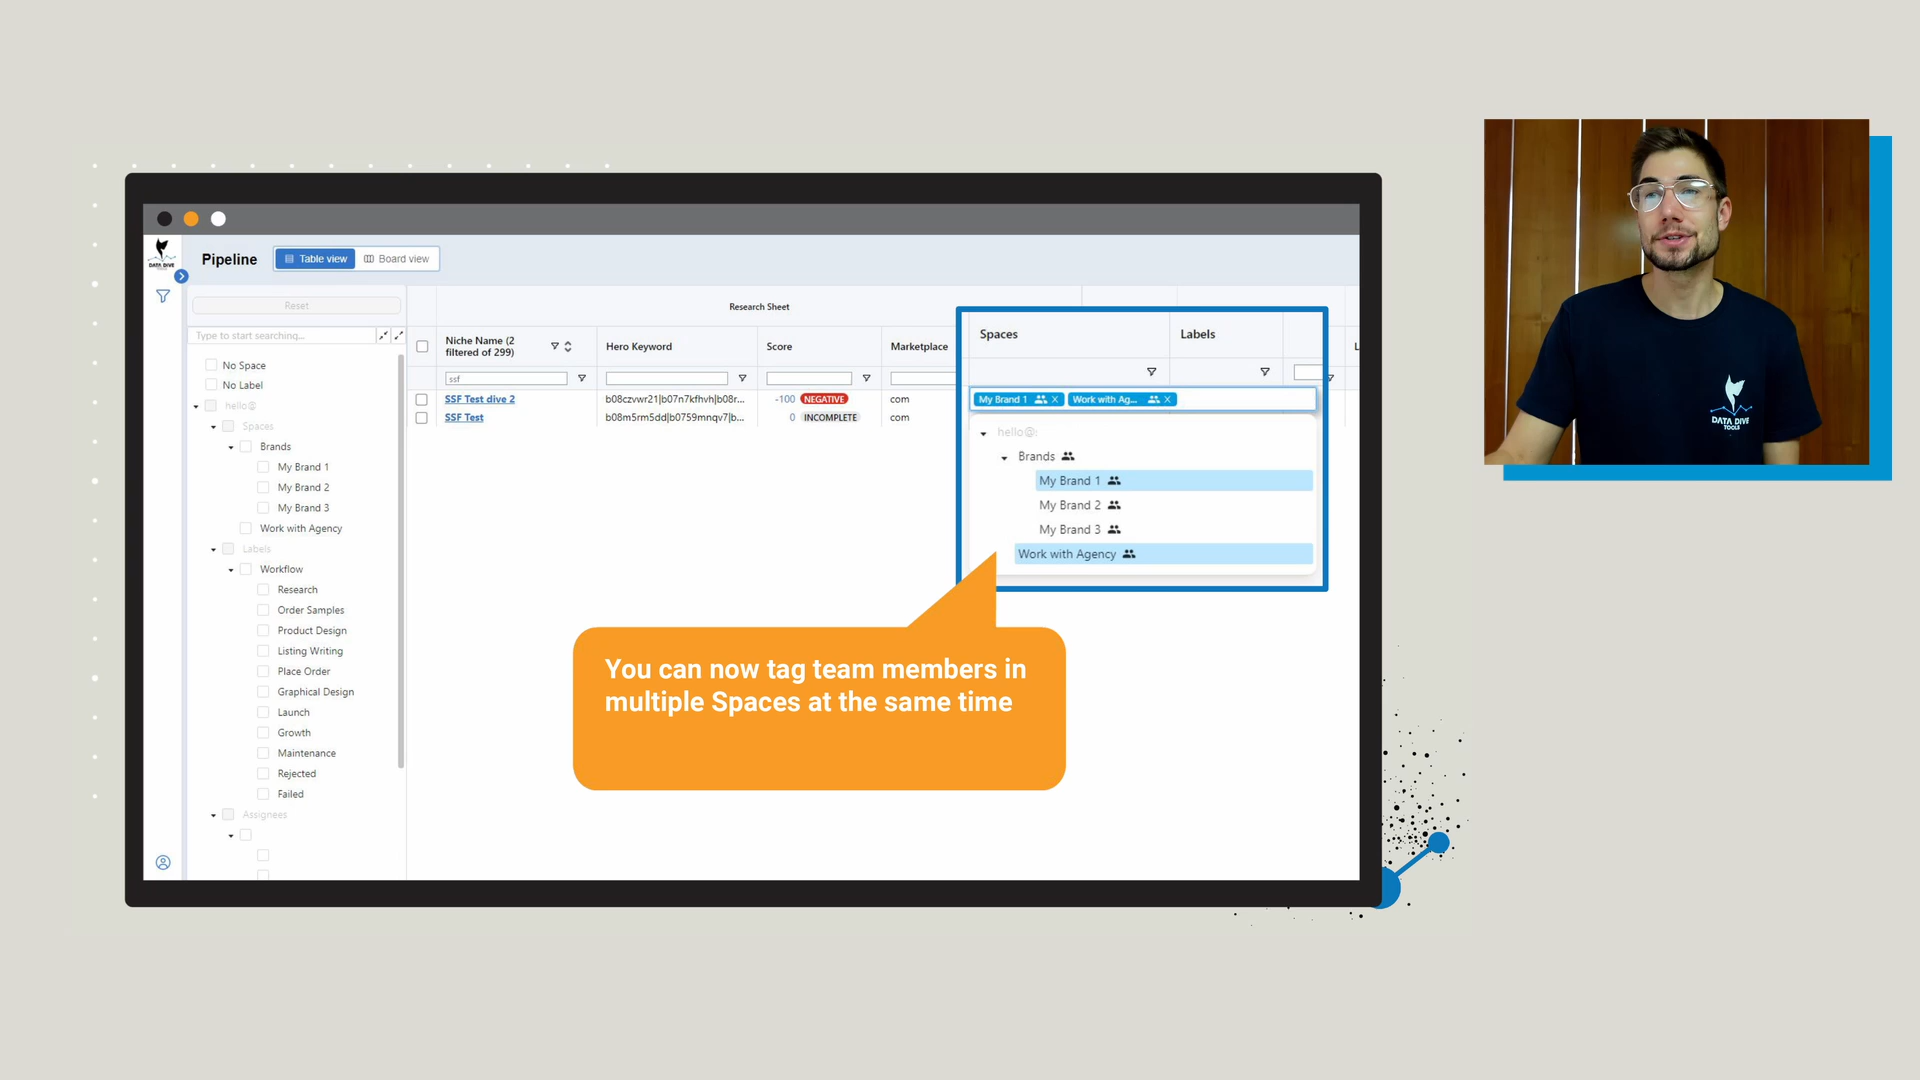 DATA DIVE
TOOLS
Pipeline
Table view
Board view
Reset
Type to start searching...
No Space
No Label
hello@
Spaces
Brands
My Brand 1
My Brand 2
My Brand 3
Work with Agency
Labels
Workflow
Research
Order Samples
Product Design
Listing Writing
Place Order
Graphical Design
Launch
Growth
Maintenance
Rejected
Failed
Assignees
Research Sheet
Niche Name (2
filtered of 299)
Hero Keyword
Score
Marketplace
ssf
SSF Test dive 2
b08czvwr21|b07n7kfhvh|b08r...
-100 NEGATIVE
com
SSF Test
b08m5rm5dd|b0759mnqv7|b...
0 INCOMPLETE
com
Spaces
Labels
L
My Brand 1
Work with Ag...
hello@
Brands
My Brand 1
My Brand 2
My Brand 3
Work with Agency
You can now tag team members in
multiple Spaces at the same time
DATA DIVE
TOOLS